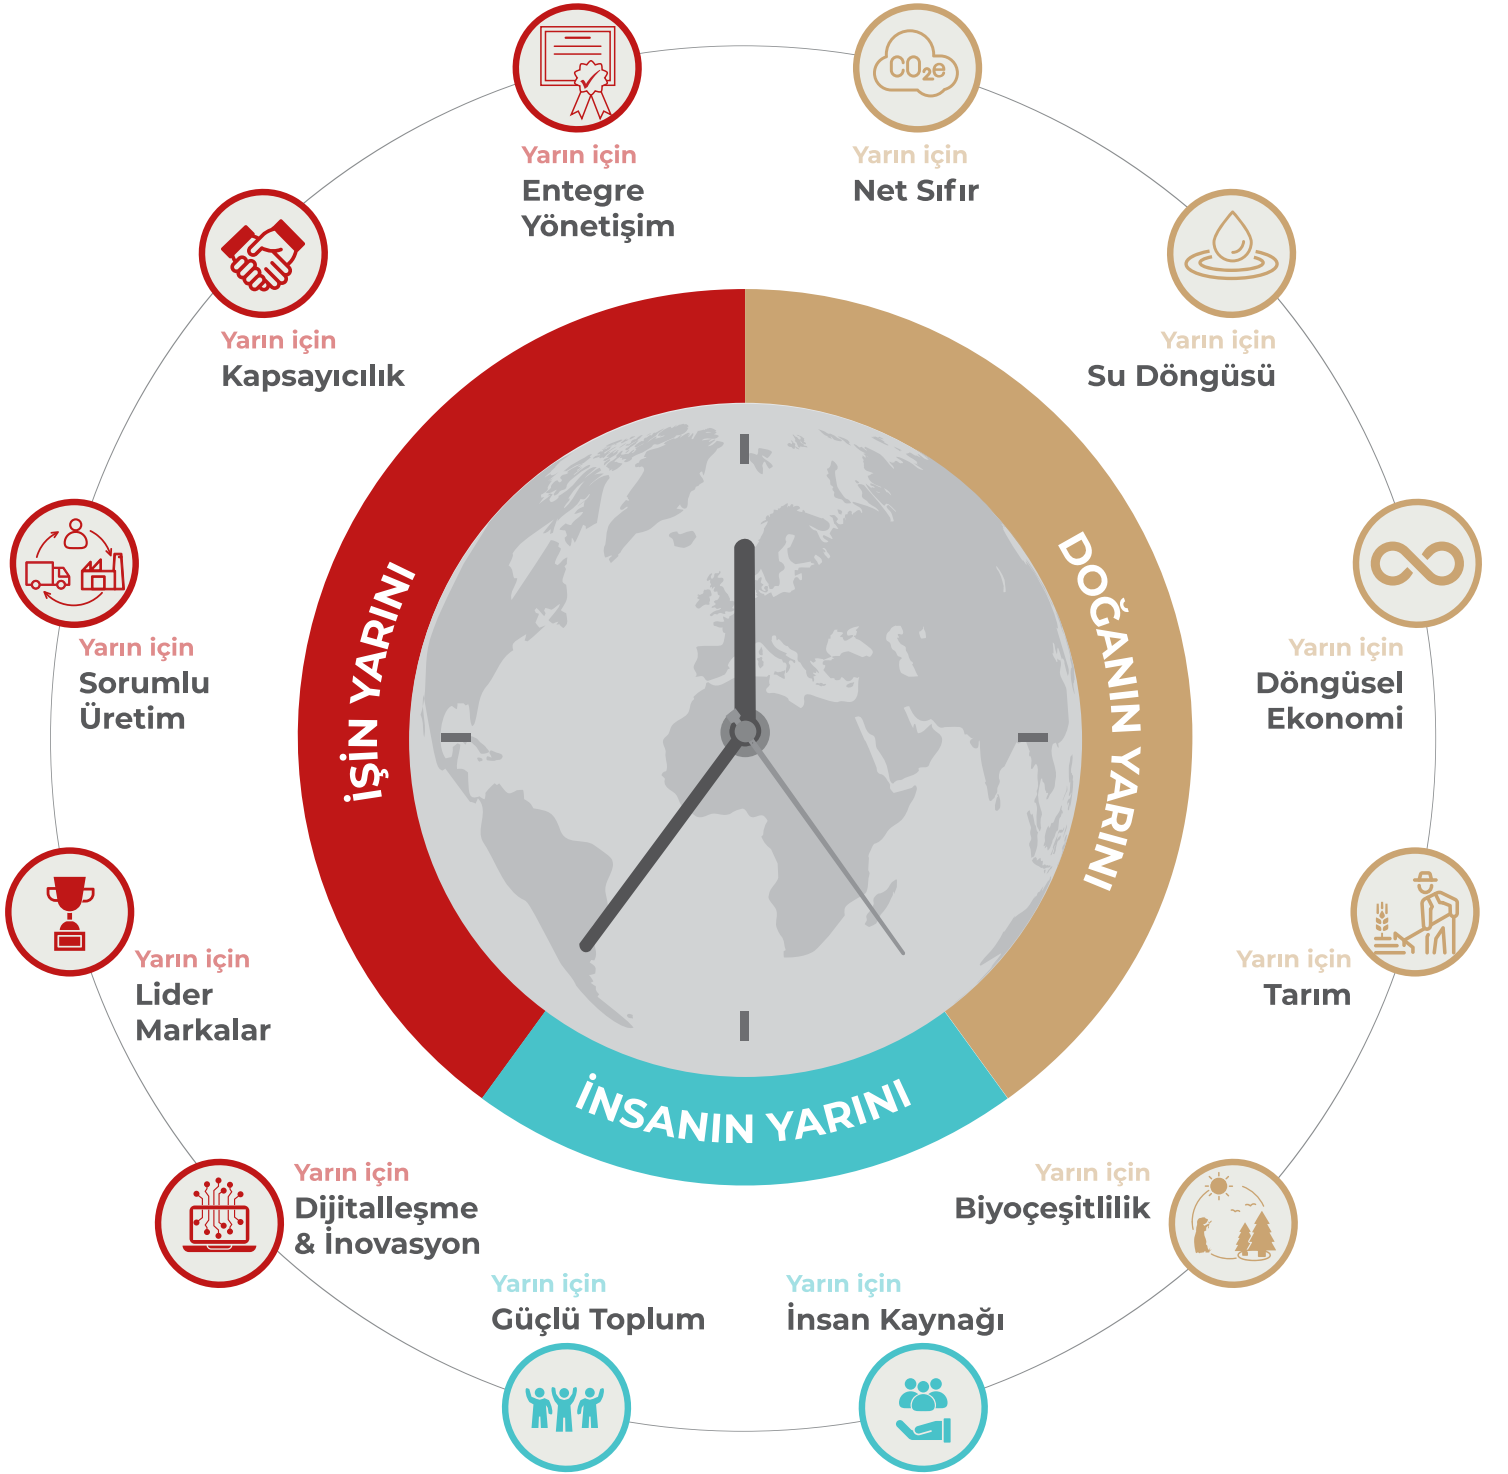 CO₂e
Yarın için
Entegre
Yönetişim
Yarın için
Net Sıfır
Yarın için
Su Döngüsü
Yarın için
Döngüsel
Ekonomi
Yarın için
Tarım
Yarın için
Biyoçeşitlilik
Yarın için
İnsan Kaynağı
Yarın için
Güçlü Toplum
Yarın için
Dijitalleşme
& İnovasyon
Yarın için
Lider
Markalar
Yarın için
Sorumlu
Üretim
Yarın için
Kapsayıcılık
İŞİN YARINI
DOĞANIN YARINI
İNSANIN YARINI